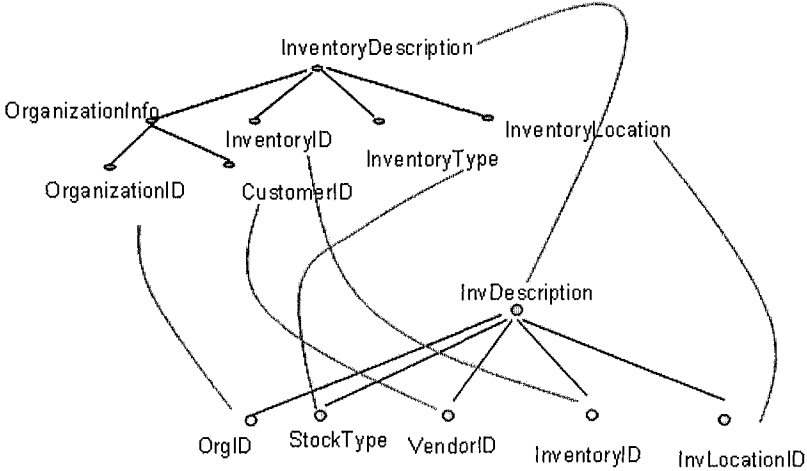 InventoryDescription
OrganizationInfo
InventoryID
InventoryType
InventoryLocation
OrganizationID
CustomerID
InvDescription
OrgID
StockType
VendorID
InventoryID
InvLocationID